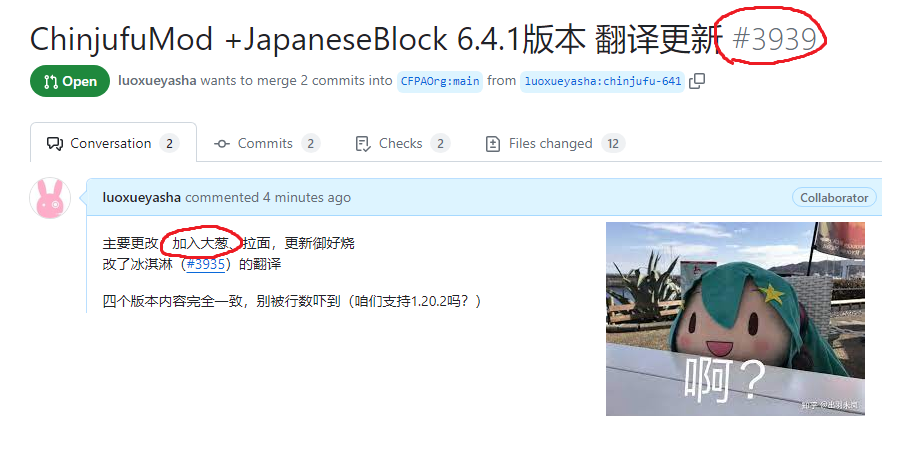 ChinjufuMod +JapaneseBlock 6.4.1版本 翻译更新 #3939
Open luoxueyasha wants to merge 2 commits into CFPAOrg:main from luoxueyasha:chinjufu-641
Conversation 2 Commits 2 Checks 2 Files changed 12
luoxueyasha commented 4 minutes ago Collaborator
主要更改 加入大葱、拉面，更新御好烧
改了冰淇淋（#3935）的翻译
四个版本内容完全一致，别被行数吓到（咱们支持1.20.2吗？）
啊？
知乎